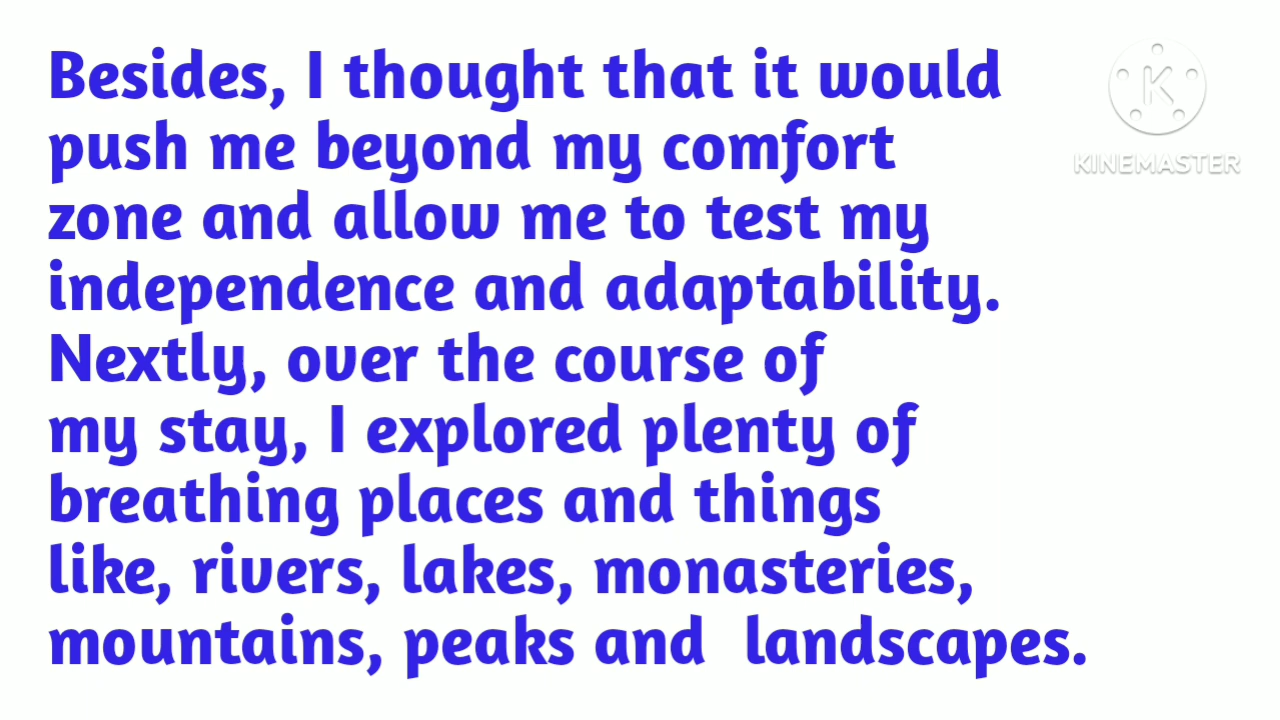 Besides, I thought that it would
push me beyond my comfort
zone and allow me to test my
independence and adaptability.
Nextly, over the course of
my stay, I explored plenty of
breathing places and things
like, rivers, lakes, monasteries,
mountains, peaks and  landscapes.
K
KINEMASTER